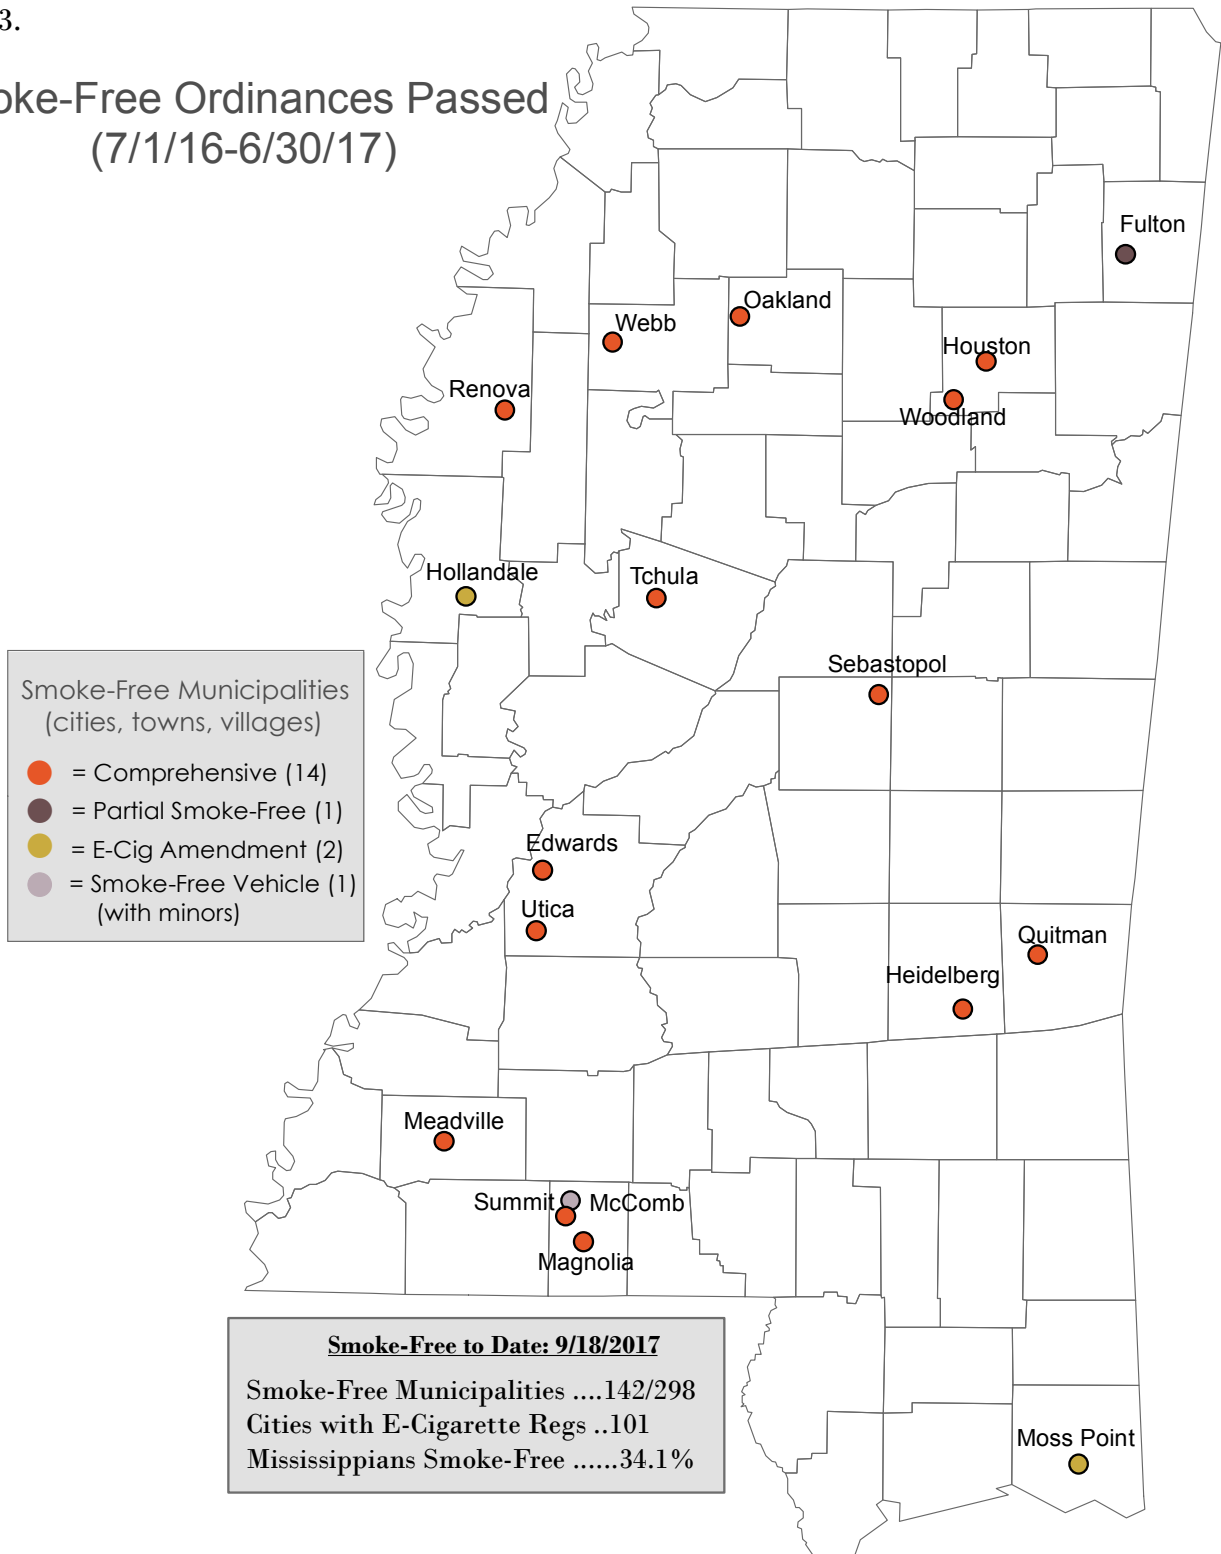 3.
oke-Free Ordinances Passed
(7/1/16-6/30/17)
Fulton
Oakland
Webb
Houston
Renova
Woodland
Hollandale
Tchula
Sebastopol
Smoke-Free Municipalities
(cities, towns, villages)
= Comprehensive (14)
= Partial Smoke-Free (1)
= E-Cig Amendment (2)
= Smoke-Free Vehicle (1)
(with minors)
Edwards
Utica
Quitman
Heidelberg
Meadville
Summit
McComb
Magnolia
Smoke-Free to Date: 9/18/2017
Smoke-Free Municipalities ....142/298
Cities with E-Cigarette Regs ..101
Mississippians Smoke-Free ......34.1%
Moss Point